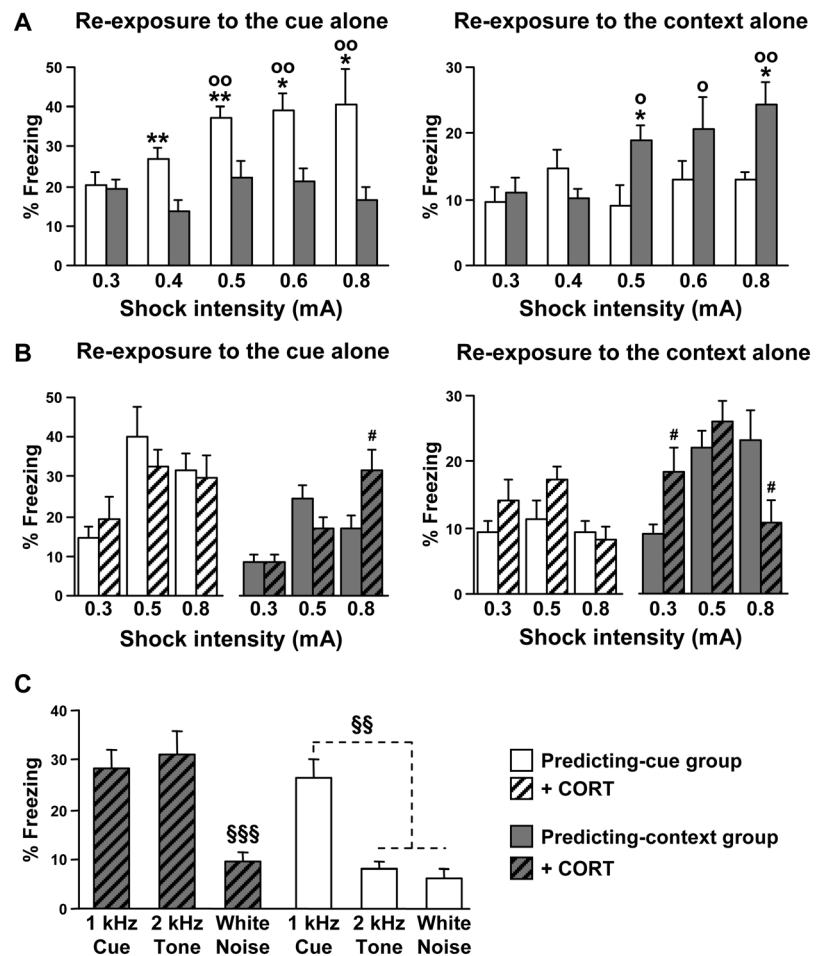 A
Re-exposure to the cue alone
Re-exposure to the context alone
% Freezing
50
40
30
20
10
0
**
oo
**
oo
*
oo
*
0.3 0.4 0.5 0.6 0.8
Shock intensity (mA)
% Freezing
30
20
10
0
o
*
o
oo
*
0.3 0.4 0.5 0.6 0.8
Shock intensity (mA)
B
Re-exposure to the cue alone
Re-exposure to the context alone
% Freezing
50
40
30
20
10
0
#
0.3 0.5 0.8 0.3 0.5 0.8
Shock intensity (mA)
% Freezing
30
20
10
0
#
#
0.3 0.5 0.8 0.3 0.5 0.8
Shock intensity (mA)
C
% Freezing
40
30
20
10
0
§§§
§§
1 kHz 2 kHz White 1 kHz 2 kHz White
Cue Tone Noise Cue Tone Noise
Predicting-cue group
+ CORT
Predicting-context group
+ CORT